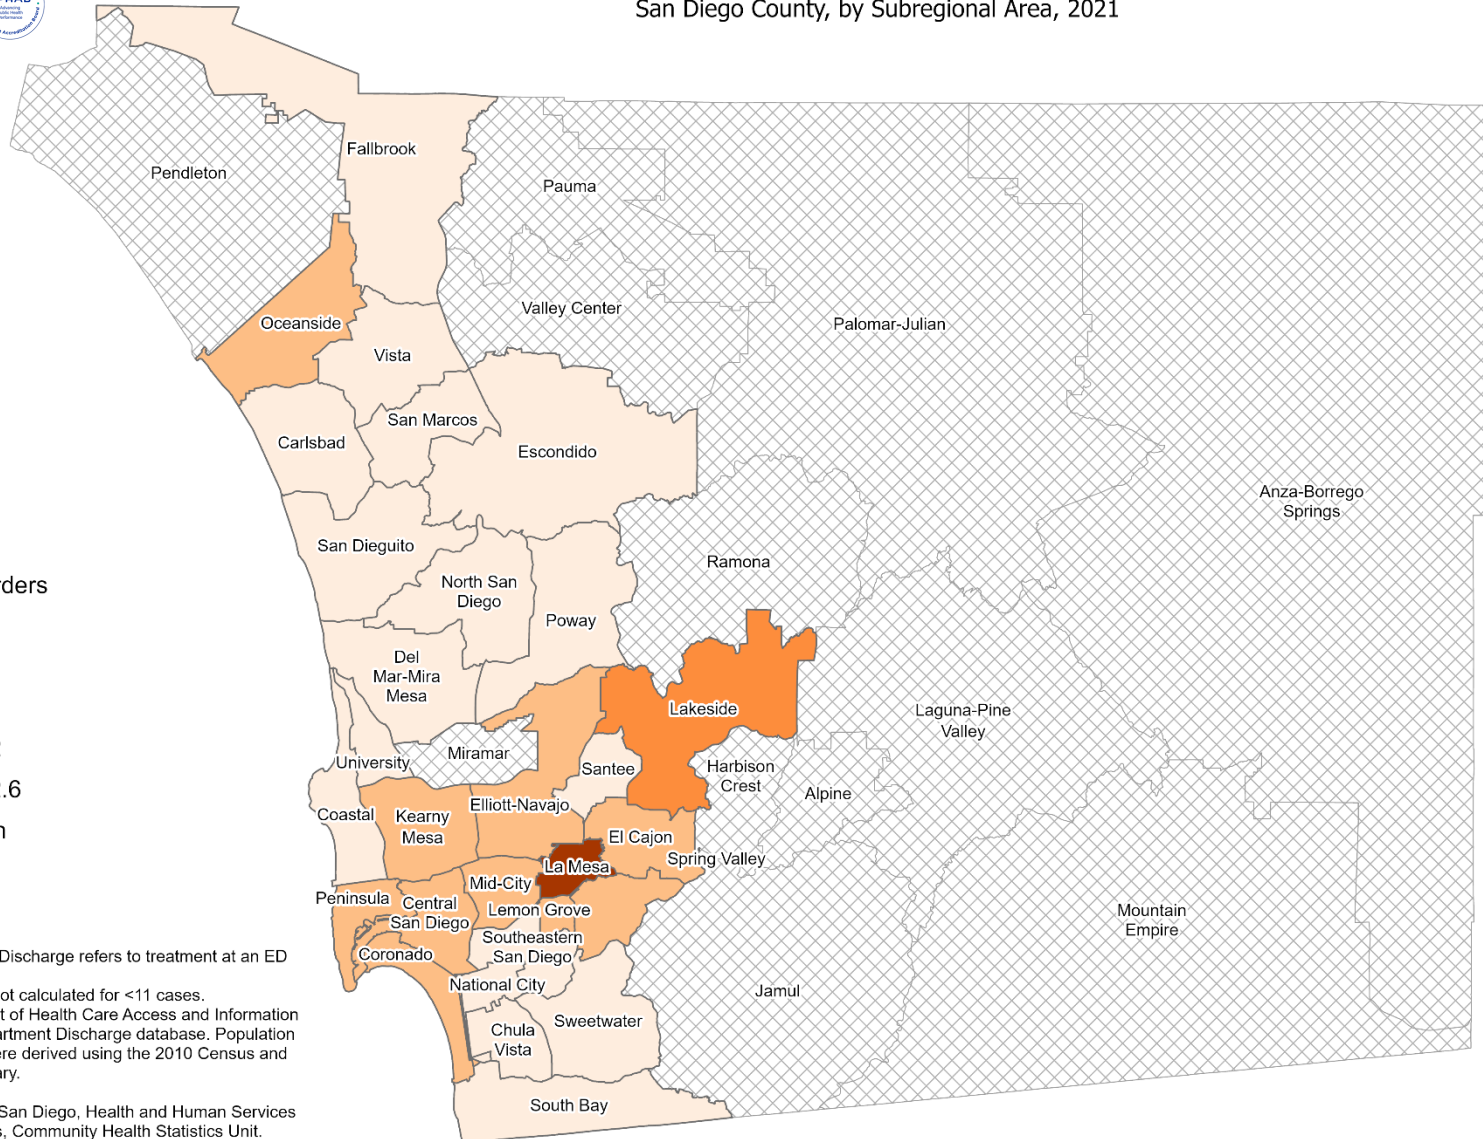 San Diego County, by Subregional Area, 2021
Fallbrook
Pendleton
Pauma
Valley Center
Oceanside
Palomar-Julian
Vista
San Marcos
Carlsbad
Escondido
Anza-Borrego
Springs
San Dieguito
Ramona
North San
Diego
Poway
Del
Mar-Mira
Mesa
Lakeside
Laguna-Pine
Valley
Miramar
University
Santee
Harbison
Crest
Alpine
Coastal
Kearny
Mesa
Elliott-Navajo
El Cajon
Spring Valley
La Mesa
Mid-City
Peninsula
Central
San Diego
Lemon Grove
Mountain
Empire
Southeastern
San Diego
Coronado
National City
Jamul
Chula
Vista
Sweetwater
South Bay
rders
.6
n
Discharge refers to treatment at an ED
ot calculated for <11 cases.
t of Health Care Access and Information
artment Discharge database. Population
ere derived using the 2010 Census and
ary.
San Diego, Health and Human Services
s, Community Health Statistics Unit.